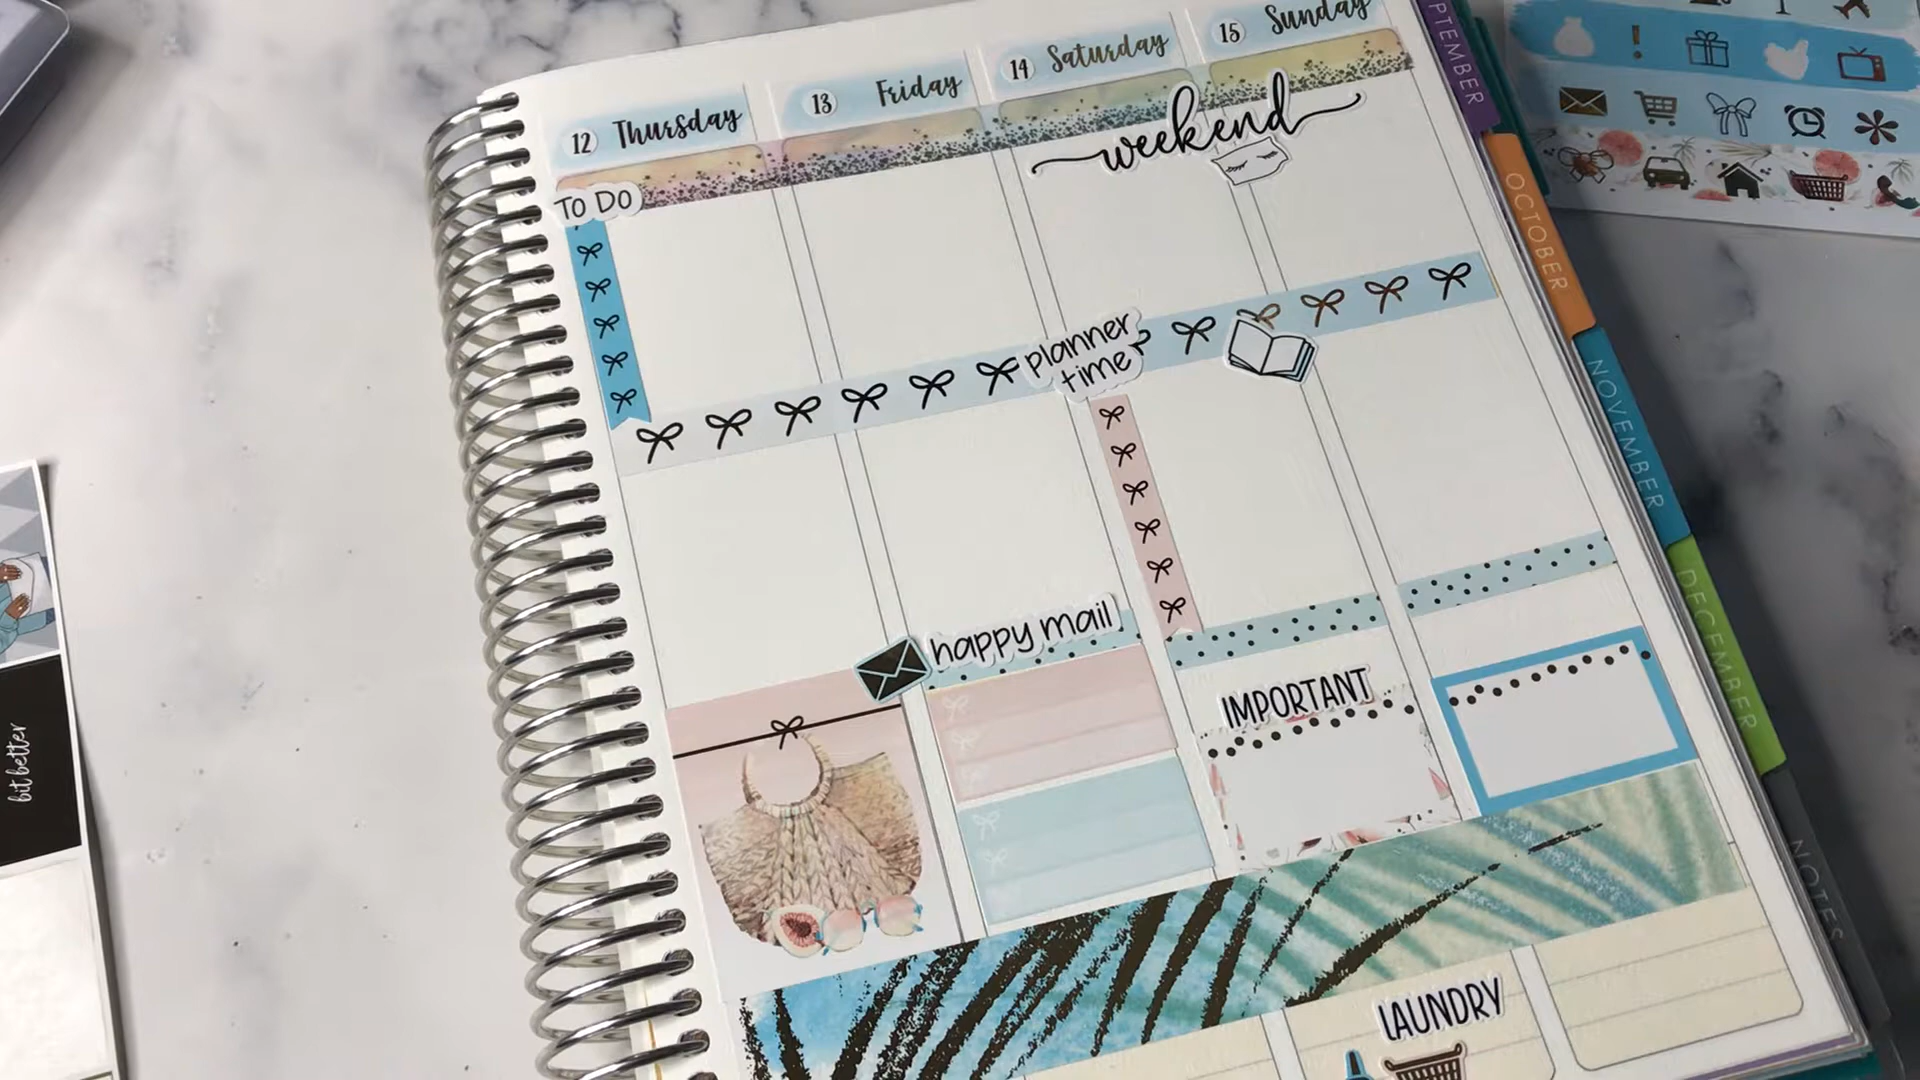 12 Thursday
13 Friday
14 Saturday
15 Sunday
weekend
TO DO
planner
time
happy mail
IMPORTANT
LAUNDRY
PTEMBER
OCTOBER
NOVEMBER
DECEMBER
NOTES
bit better